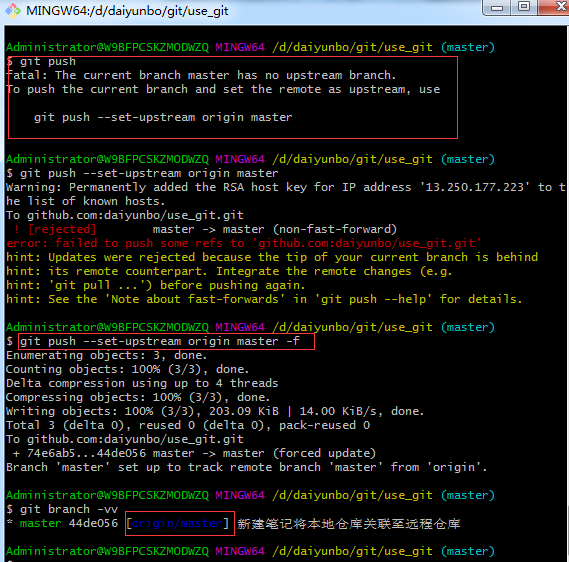 MINGW64:/d/daiyunbo/git/use_git
Administrator@W9BFPCSKZMODWZQ MINGW64 /d/daiyunbo/git/use_git (master)
$ git push
fatal: The current branch master has no upstream branch.
To push the current branch and set the remote as upstream, use
git push --set-upstream origin master
Administrator@W9BFPCSKZMODWZQ MINGW64 /d/daiyunbo/git/use_git (master)
$ git push --set-upstream origin master
Warning: Permanently added the RSA host key for IP address '13.250.177.223' to t
he list of known hosts.
To github.com:daiyunbo/use_git.git
! [rejected] master -> master (non-fast-forward)
error: failed to push some refs to 'github.com:daiyunbo/use_git.git'
hint: Updates were rejected because the tip of your current branch is behind
hint: its remote counterpart. Integrate the remote changes (e.g.
hint: 'git pull ...') before pushing again.
hint: See the 'Note about fast-forwards' in 'git push --help' for details.
Administrator@W9BFPCSKZMODWZQ MINGW64 /d/daiyunbo/git/use_git (master)
$ git push --set-upstream origin master -f
Enumerating objects: 3, done.
Counting objects: 100% (3/3), done.
Delta compression using up to 4 threads
Compressing objects: 100% (3/3), done.
Writing objects: 100% (3/3), 203.09 KiB | 14.00 KiB/s, done.
Total 3 (delta 0), reused 0 (delta 0), pack-reused 0
To github.com:daiyunbo/use_git.git
+ 74e6ab5...44de056 master -> master (forced update)
Branch 'master' set up to track remote branch 'master' from 'origin'.
Administrator@W9BFPCSKZMODWZQ MINGW64 /d/daiyunbo/git/use_git (master)
$ git branch -vv
* master 44de056 [origin/master] 新建笔记将本地仓库关联至远程仓库
Administrator@W9BFPCSKZMODWZQ MINGW64 /d/daiyunbo/git/use_git (master)
$